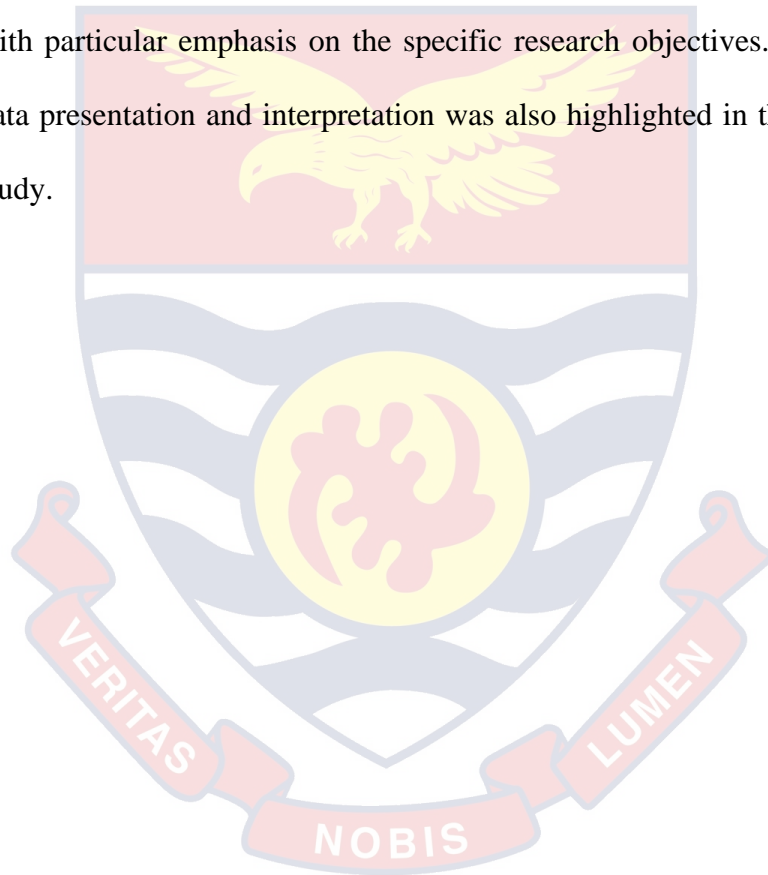 ith particular emphasis on the specific research objectives.
ata presentation and interpretation was also highlighted in th
udy.
VERITAS
NOBIS
LUMEN